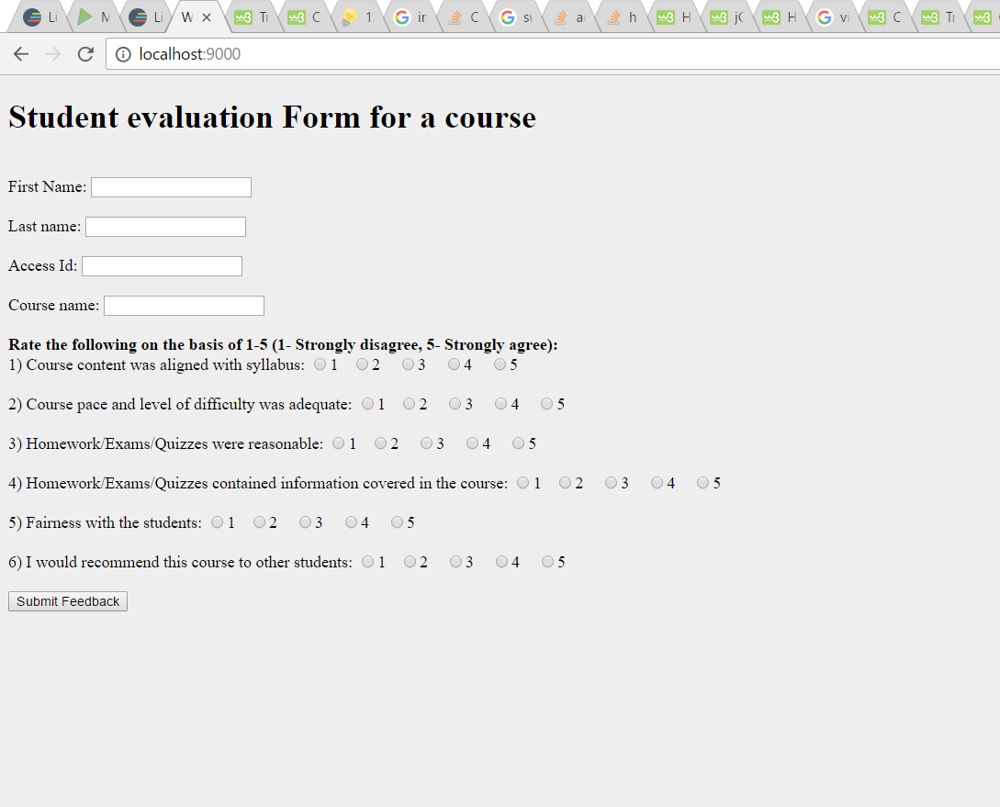 Li M Li W Tr C 1. ir C su a h H jC H vi C Tr
localhost:9000
Student evaluation Form for a course
First Name:
Last name:
Access Id:
Course name:
Rate the following on the basis of 1-5 (1- Strongly disagree, 5- Strongly agree):
1) Course content was aligned with syllabus: 1 2 3 4 5
2) Course pace and level of difficulty was adequate: 1 2 3 4 5
3) Homework/Exams/Quizzes were reasonable: 1 2 3 4 5
4) Homework/Exams/Quizzes contained information covered in the course: 1 2 3 4 5
5) Fairness with the students: 1 2 3 4 5
6) I would recommend this course to other students: 1 2 3 4 5
Submit Feedback